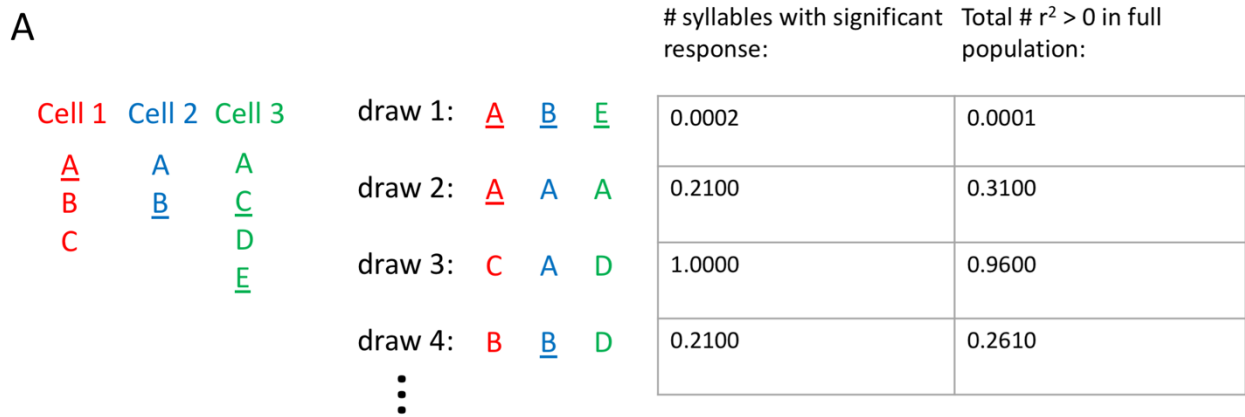 A
# syllables with significant response:
Total # r² > 0 in full population:
Cell 1 Cell 2 Cell 3
A A A
B B C
C D
E
draw 1: A B E 0.0002 0.0001
draw 2: A A A 0.2100 0.3100
draw 3: C A D 1.0000 0.9600
draw 4: B B D 0.2100 0.2610